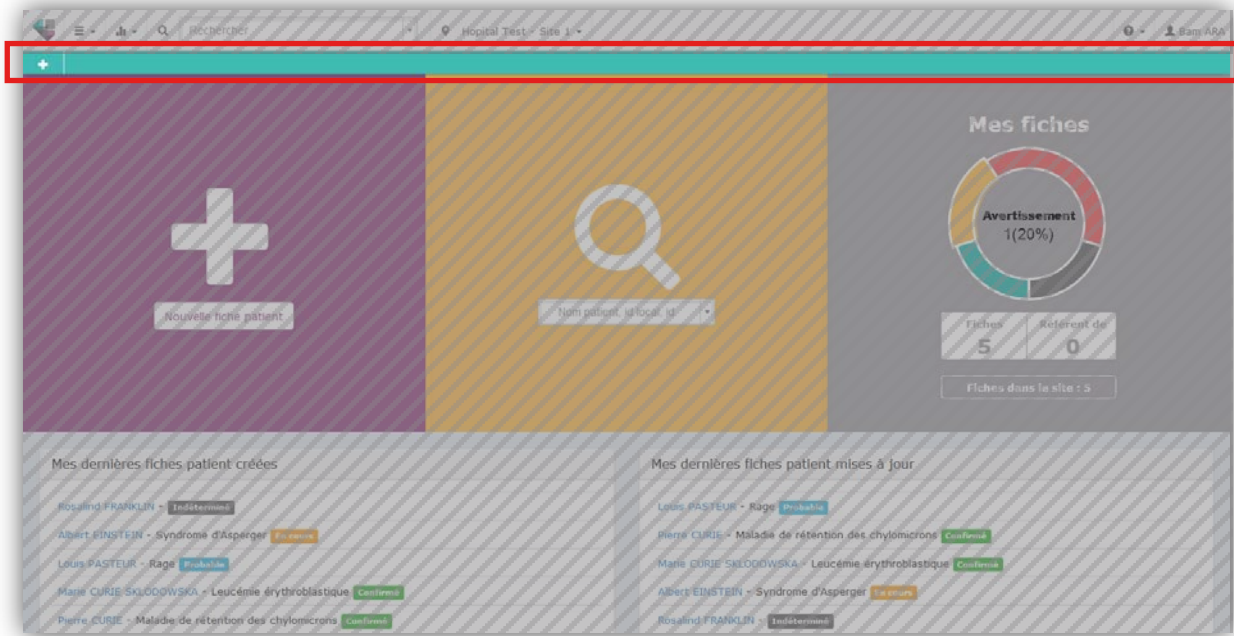 Rechercher
Hopital Test - Site 1
Bam ARA
Nouvelle fiche patient
Nom patient, id local, id
Mes fiches
Avertissement
1(20%)
Fiches
5
Référent de
0
Fiches dans le site : 5
Mes dernières fiches patient créées
Rosalind FRANKLIN - Indéterminé
Albert EINSTEIN - Syndrome d'Asperger En cours
Louis PASTEUR - Rage Probable
Marie CURIE SKLODOWSKA - Leucémie érythroblastique Confirmé
Pierre CURIE - Maladie de rétention des chylomicrons Confirmé
Mes dernières fiches patient mises à jour
Louis PASTEUR - Rage Probable
Pierre CURIE - Maladie de rétention des chylomicrons Confirmé
Marie CURIE SKLODOWSKA - Leucémie érythroblastique Confirmé
Albert EINSTEIN - Syndrome d'Asperger En cours
Rosalind FRANKLIN - Indéterminé